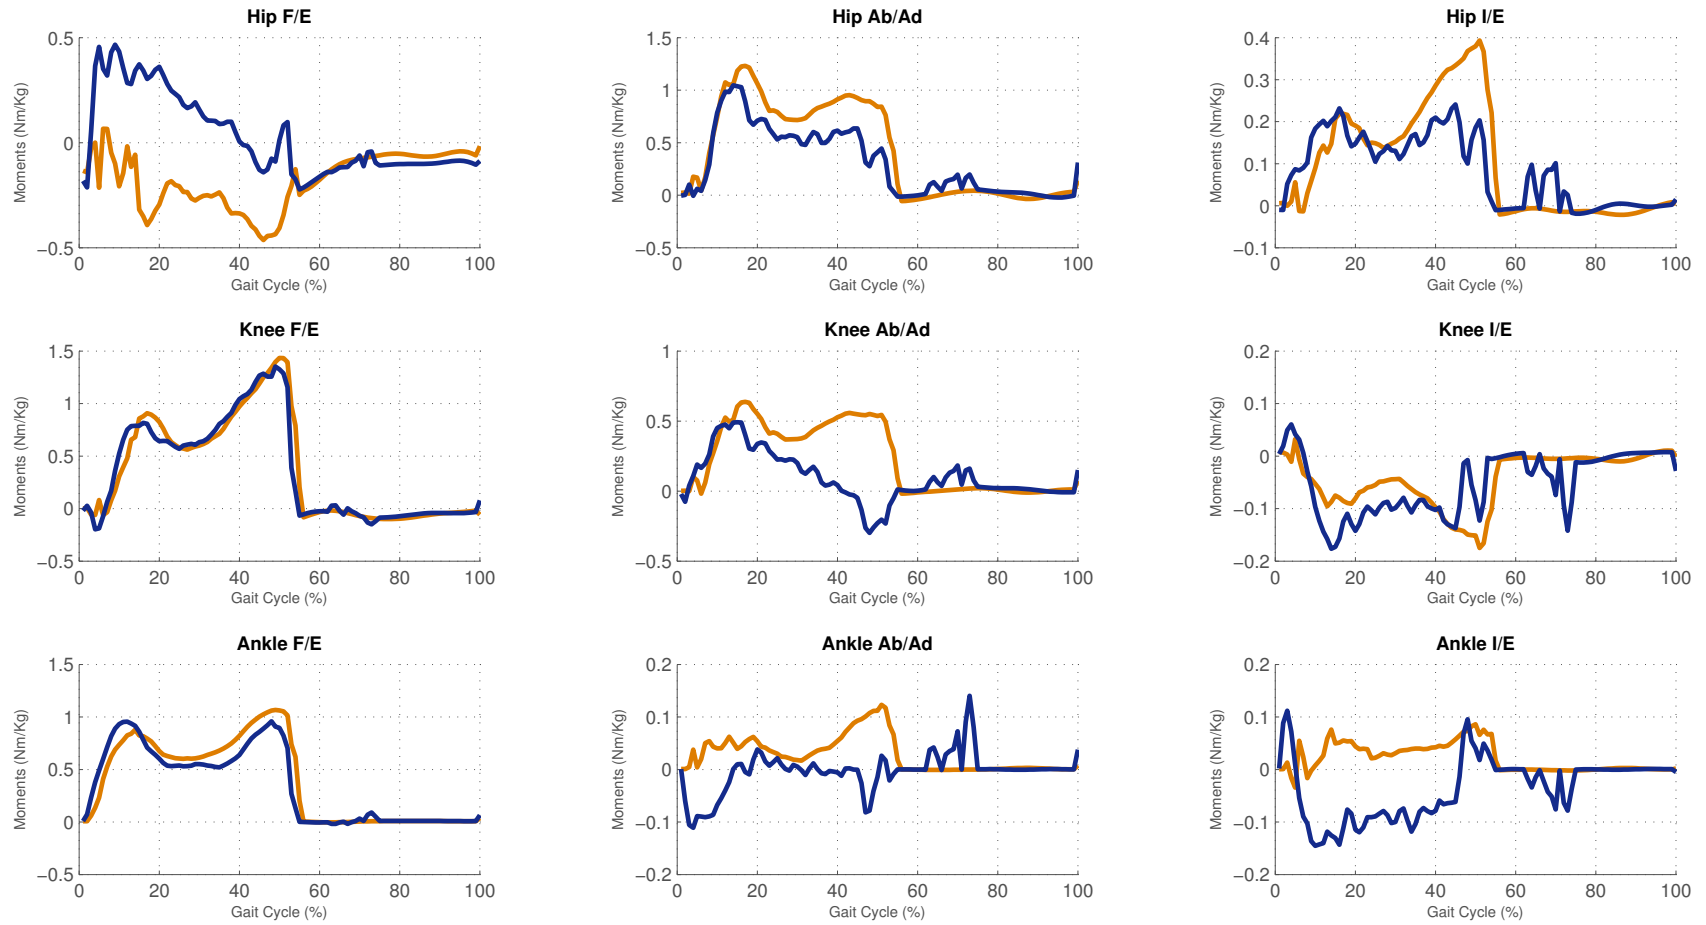 Hip F/E
Moments (Nm/Kg)
0.5
0
−0.5
0 20 40 60 80 100
Gait Cycle (%)
Hip Ab/Ad
Moments (Nm/Kg)
1.5
1
0.5
0
−0.5
0 20 40 60 80 100
Gait Cycle (%)
Hip I/E
Moments (Nm/Kg)
0.4
0.3
0.2
0.1
0
−0.1
0 20 40 60 80 100
Gait Cycle (%)
Knee F/E
Moments (Nm/Kg)
1.5
1
0.5
0
−0.5
0 20 40 60 80 100
Gait Cycle (%)
Knee Ab/Ad
Moments (Nm/Kg)
1
0.5
0
−0.5
0 20 40 60 80 100
Gait Cycle (%)
Knee I/E
Moments (Nm/Kg)
0.2
0.1
0
−0.1
−0.2
0 20 40 60 80 100
Gait Cycle (%)
Ankle F/E
Moments (Nm/Kg)
1.5
1
0.5
0
−0.5
0 20 40 60 80 100
Gait Cycle (%)
Ankle Ab/Ad
Moments (Nm/Kg)
0.2
0.1
0
−0.1
−0.2
0 20 40 60 80 100
Gait Cycle (%)
Ankle I/E
Moments (Nm/Kg)
0.2
0.1
0
−0.1
−0.2
0 20 40 60 80 100
Gait Cycle (%)